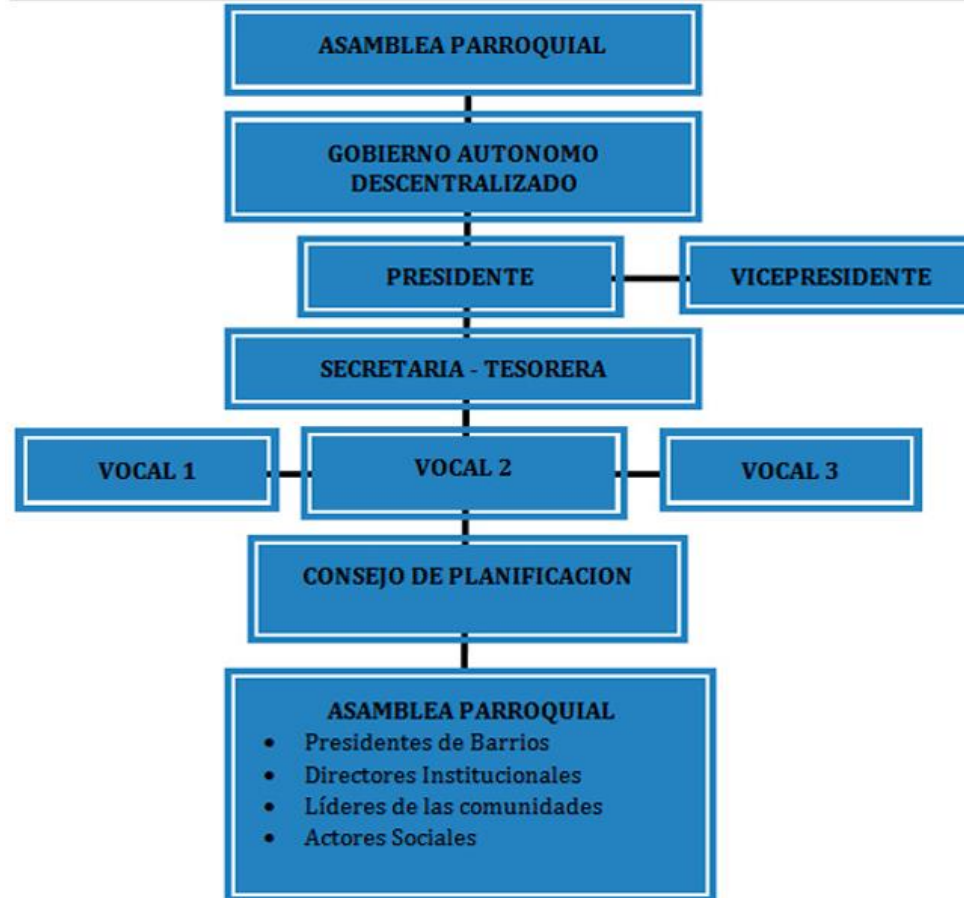 ASAMBLEA PARROQUIAL
GOBIERNO AUTONOMO
DESCENTRALIZADO
PRESIDENTE
VICEPRESIDENTE
SECRETARIA - TESORERA
VOCAL 1
VOCAL 2
VOCAL 3
CONSEJO DE PLANIFICACION
ASAMBLEA PARROQUIAL
• Presidentes de Barrios
• Directores Institucionales
• Líderes de las comunidades
• Actores Sociales